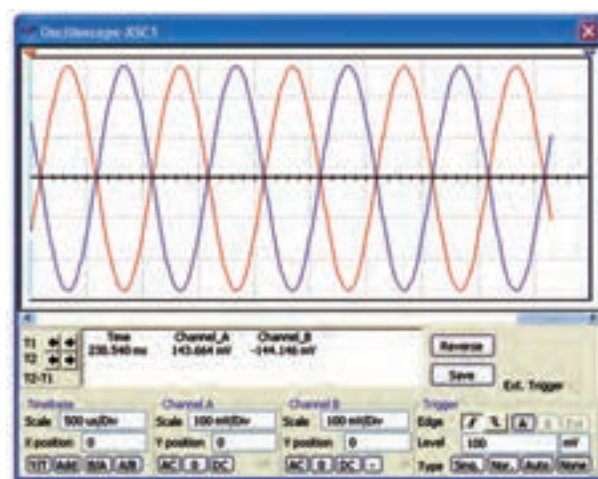 Oscilloscope-XSC1
T1
T2
T2-T1
Time Channel_A Channel_B
230.540 ms 143.664 mV -144.146 mV
Reverse
Save
Ext. Trigger
Timebase Channel A Channel B Trigger
Scale 500 us/Div Scale 100 mV/Div Scale 100 mV/Div Edge A
X position 0 Y position 0 Y position 0 Level 100 mV
Y/T Add B/A A/B AC 0 DC AC 0 DC - Type Sing. Nor. Auto None